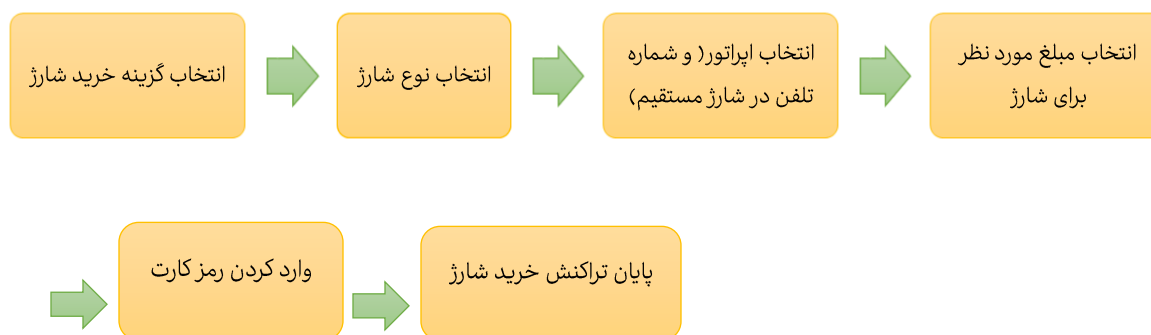 انتخاب گزینه خرید شارژ
انتخاب نوع شارژ
انتخاب اپراتور( و شماره
تلفن در شارژ مستقیم)
انتخاب مبلغ مورد نظر
برای شارژ
وارد کردن رمز کارت
پایان تراکنش خرید شارژ